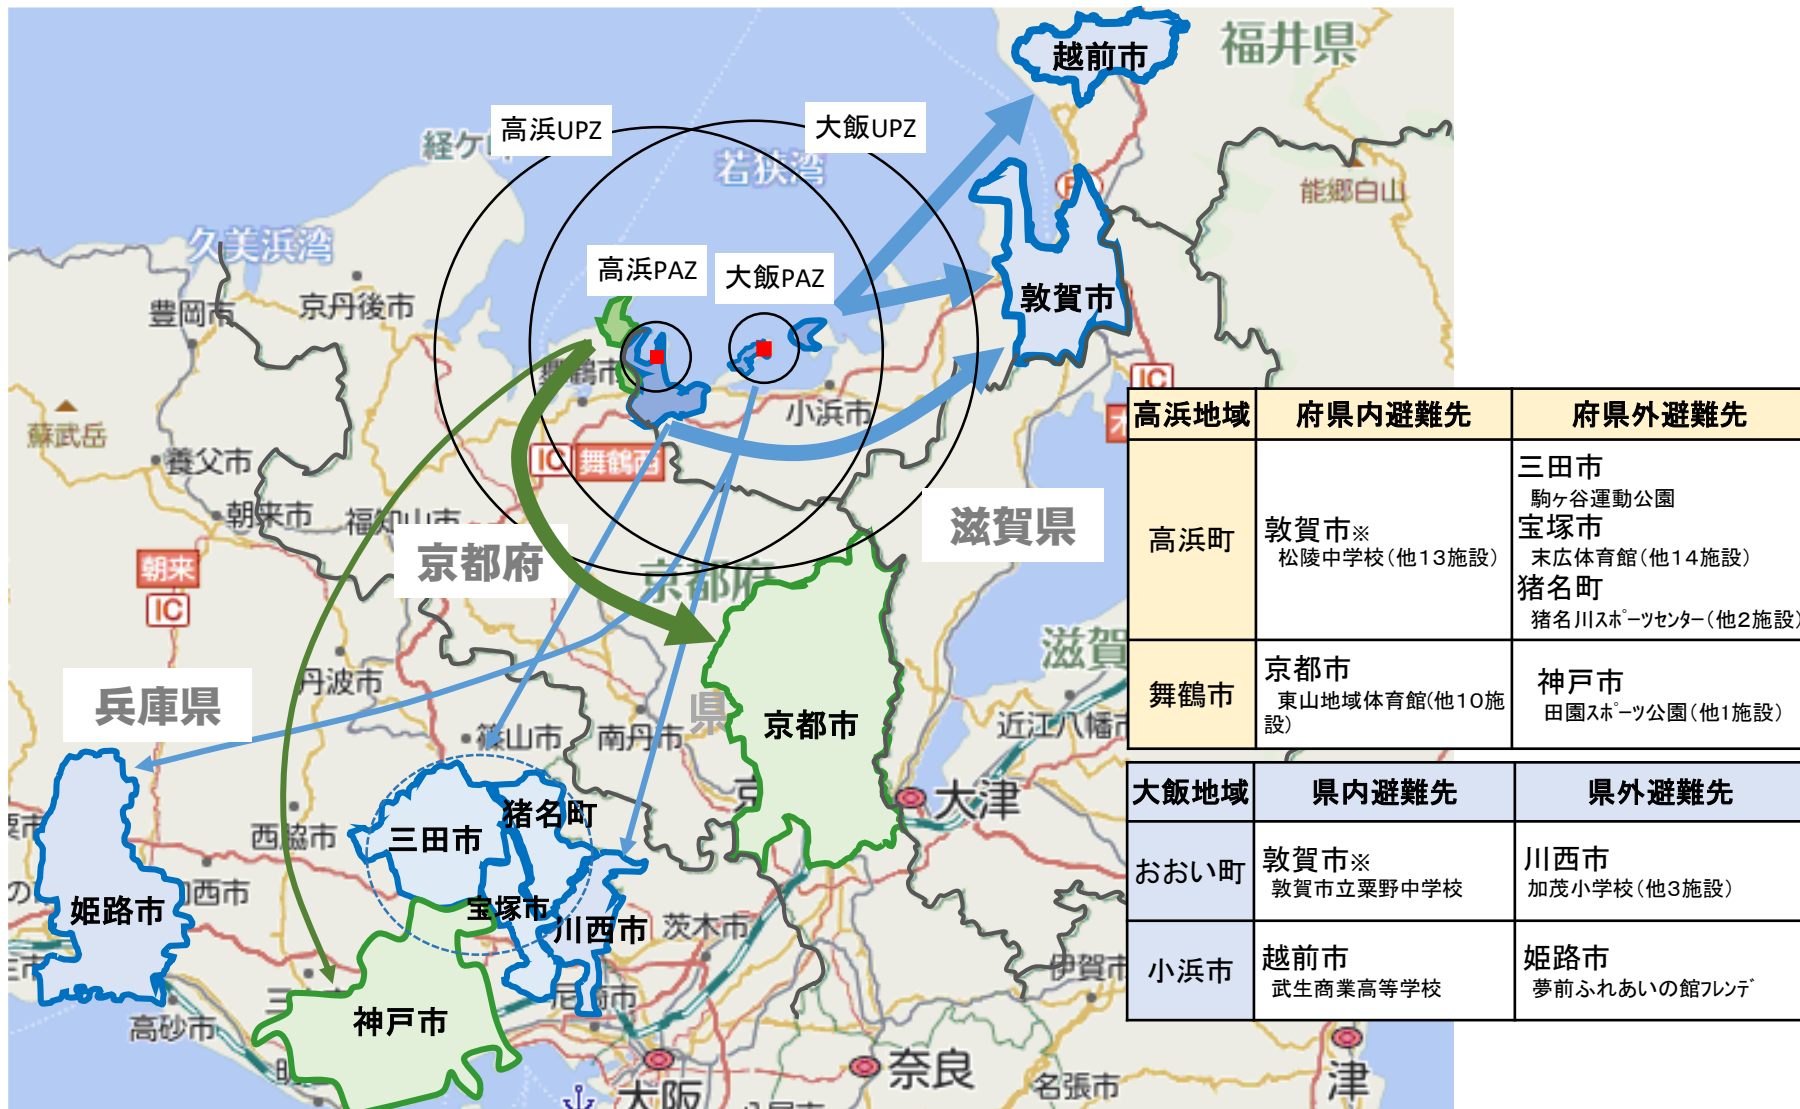 越前市
福井県
高浜UPZ
大飯UPZ
経ケ岬
若狭湾
能郷白山
久美浜湾
高浜PAZ
大飯PAZ
敦賀市
豊岡市
京丹後市
舞鶴市
小浜市
IC
蘇武岳
養父市
IC 舞鶴西
朝来市
福知山市
京都府
滋賀県
朝来
IC
京都府
滋賀
兵庫県
丹波市
県
京都市
篠山市
南丹市
近江八幡市
猪名町
大津
三田市
西脇市
姫路市
宝塚市
川西市
茨木市
伊賀市
尼崎市
神戸市
高砂市
大阪
奈良
名張市
津
高浜地域 府県内避難先 府県外避難先
高浜町
敦賀市※
松陵中学校(他13施設)
三田市
駒ヶ谷運動公園
宝塚市
末広体育館(他14施設)
猪名町
猪名川スポーツセンター(他2施設)
舞鶴市
京都市
東山地域体育館(他10施
設)
神戸市
田園スポーツ公園(他1施設)
大飯地域 県内避難先 県外避難先
おおい町
敦賀市※
敦賀市立粟野中学校
川西市
加茂小学校(他3施設)
小浜市
越前市
武生商業高等学校
姫路市
夢前ふれあいの館フレンデ